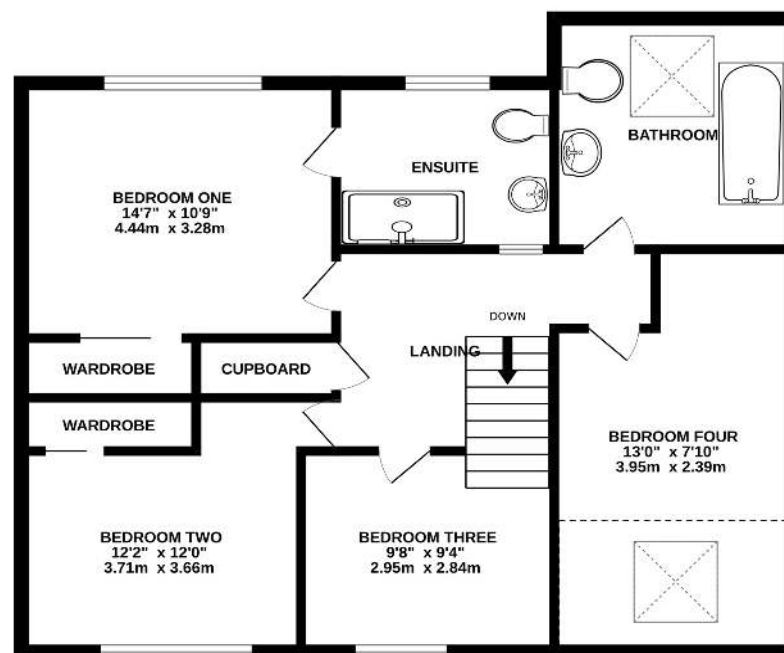 BATHROOM
ENSUITE
BEDROOM ONE
14'7" x 10'9"
4.44m x 3.28m
DOWN
LANDING
WARDROBE
CUPBOARD
WARDROBE
BEDROOM FOUR
13'0" x 7'10"
3.95m x 2.39m
BEDROOM TWO
12'2" x 12'0"
3.71m x 3.66m
BEDROOM THREE
9'8" x 9'4"
2.95m x 2.84m